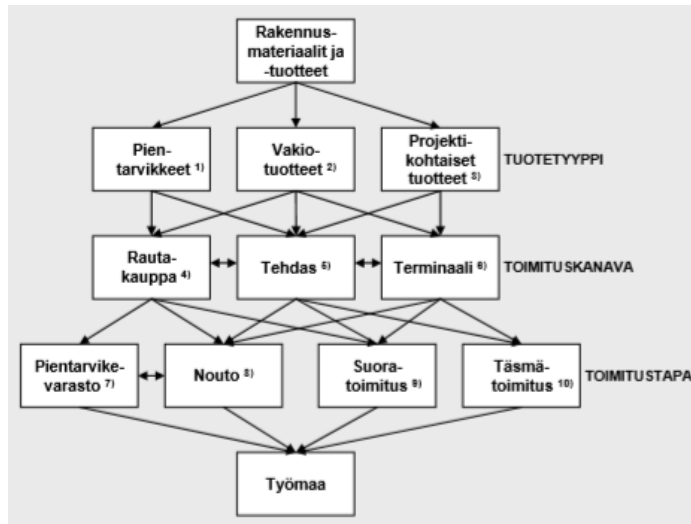 Rakennus-
materiaalit ja
-tuotteet
Pien-
tarvikkeet 1)
Vakio-
tuotteet 2)
Projekti-
kohtaiset
tuotteet 3)
TUOTETYYPPI
Rauta-
kauppa 4)
Tehdas 5)
Terminaali 6)
TOIMITUSKANAVA
Pientarvike-
varasto 7)
Nouto 8)
Suora-
toimitus 9)
Täsmä-
toimitus 10)
TOIMITUSTAPA
Työmaa